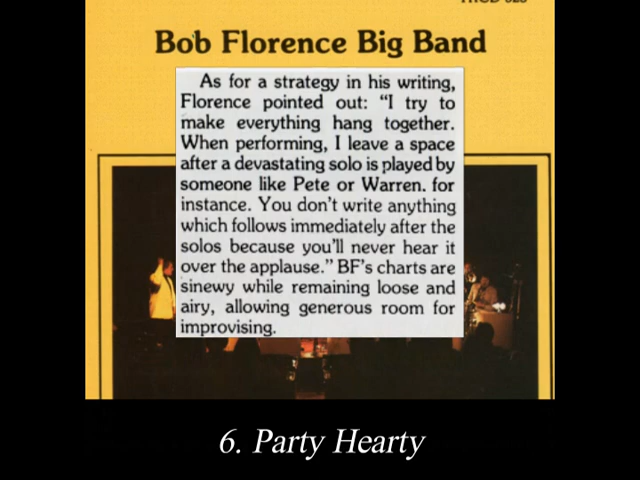 Bob Florence Big Band
As for a strategy in his writing,
Florence pointed out: “I try to
make everything hang together.
When performing, I leave a space
after a devastating solo is played by
someone like Pete or Warren. for
instance. You don’t write anything
which follows immediately after the
solos because you’ll never hear it
over the applause.” BF’s charts are
sinewy while remaining loose and
airy, allowing generous room for
improvising.
6. Party Hearty